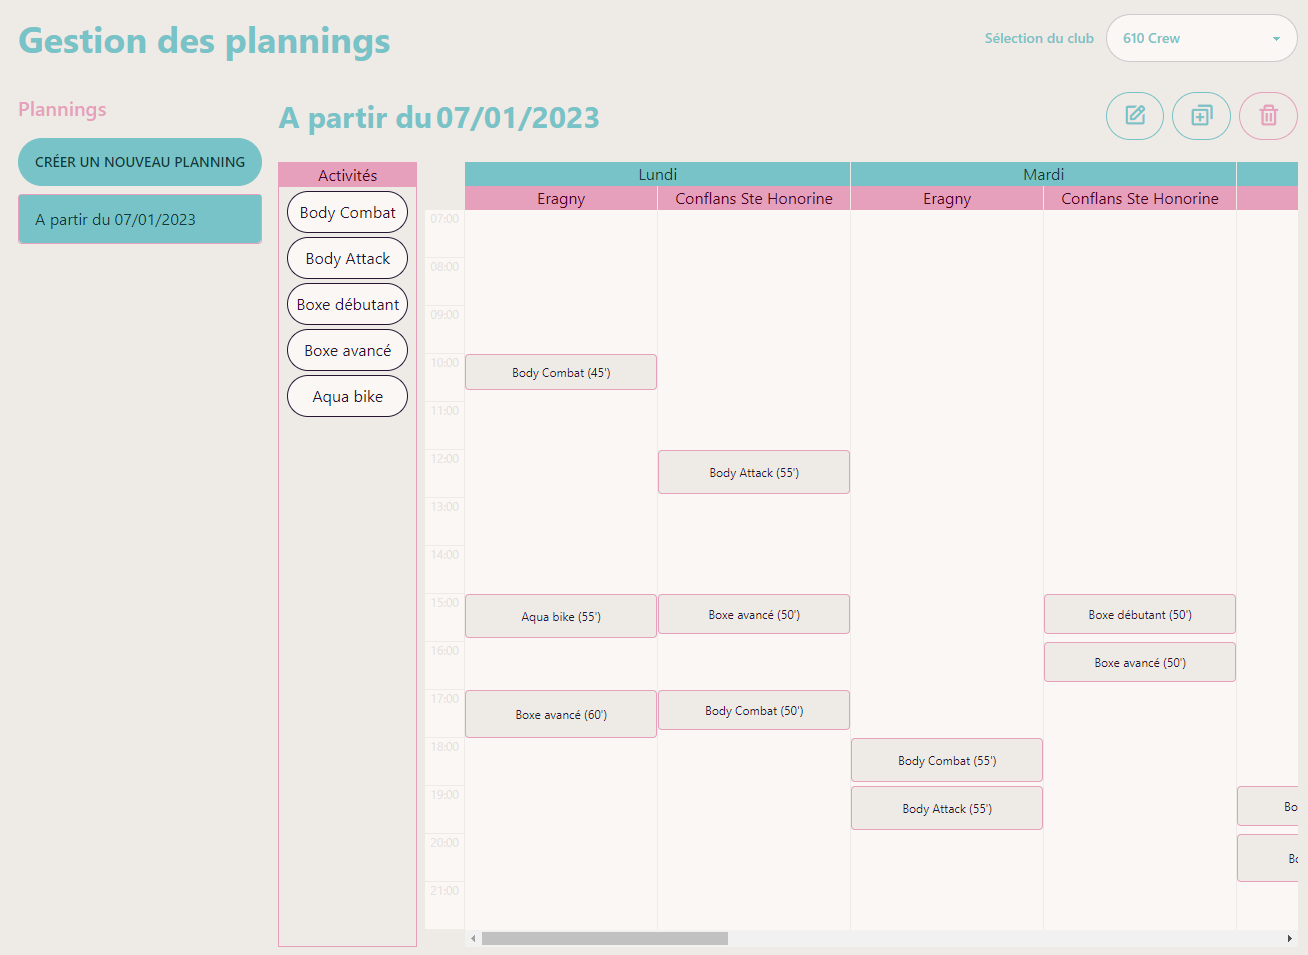 Gestion des plannings
Sélection du club
610 Crew
Plannings
CRÉER UN NOUVEAU PLANNING
A partir du 07/01/2023
A partir du 07/01/2023
Activités
Body Combat
Body Attack
Boxe débutant
Boxe avancé
Aqua bike
Lundi
Mardi
Eragny
Conflans Ste Honorine
Eragny
Conflans Ste Honorine
07:00
08:00
09:00
10:00
Body Combat (45')
11:00
12:00
Body Attack (55')
13:00
14:00
15:00
Aqua bike (55')
Boxe avancé (50')
Boxe débutant (50')
16:00
Boxe avancé (50')
17:00
Boxe avancé (60')
Body Combat (50')
18:00
Body Combat (55')
19:00
Body Attack (55')
Bo
20:00
21:00